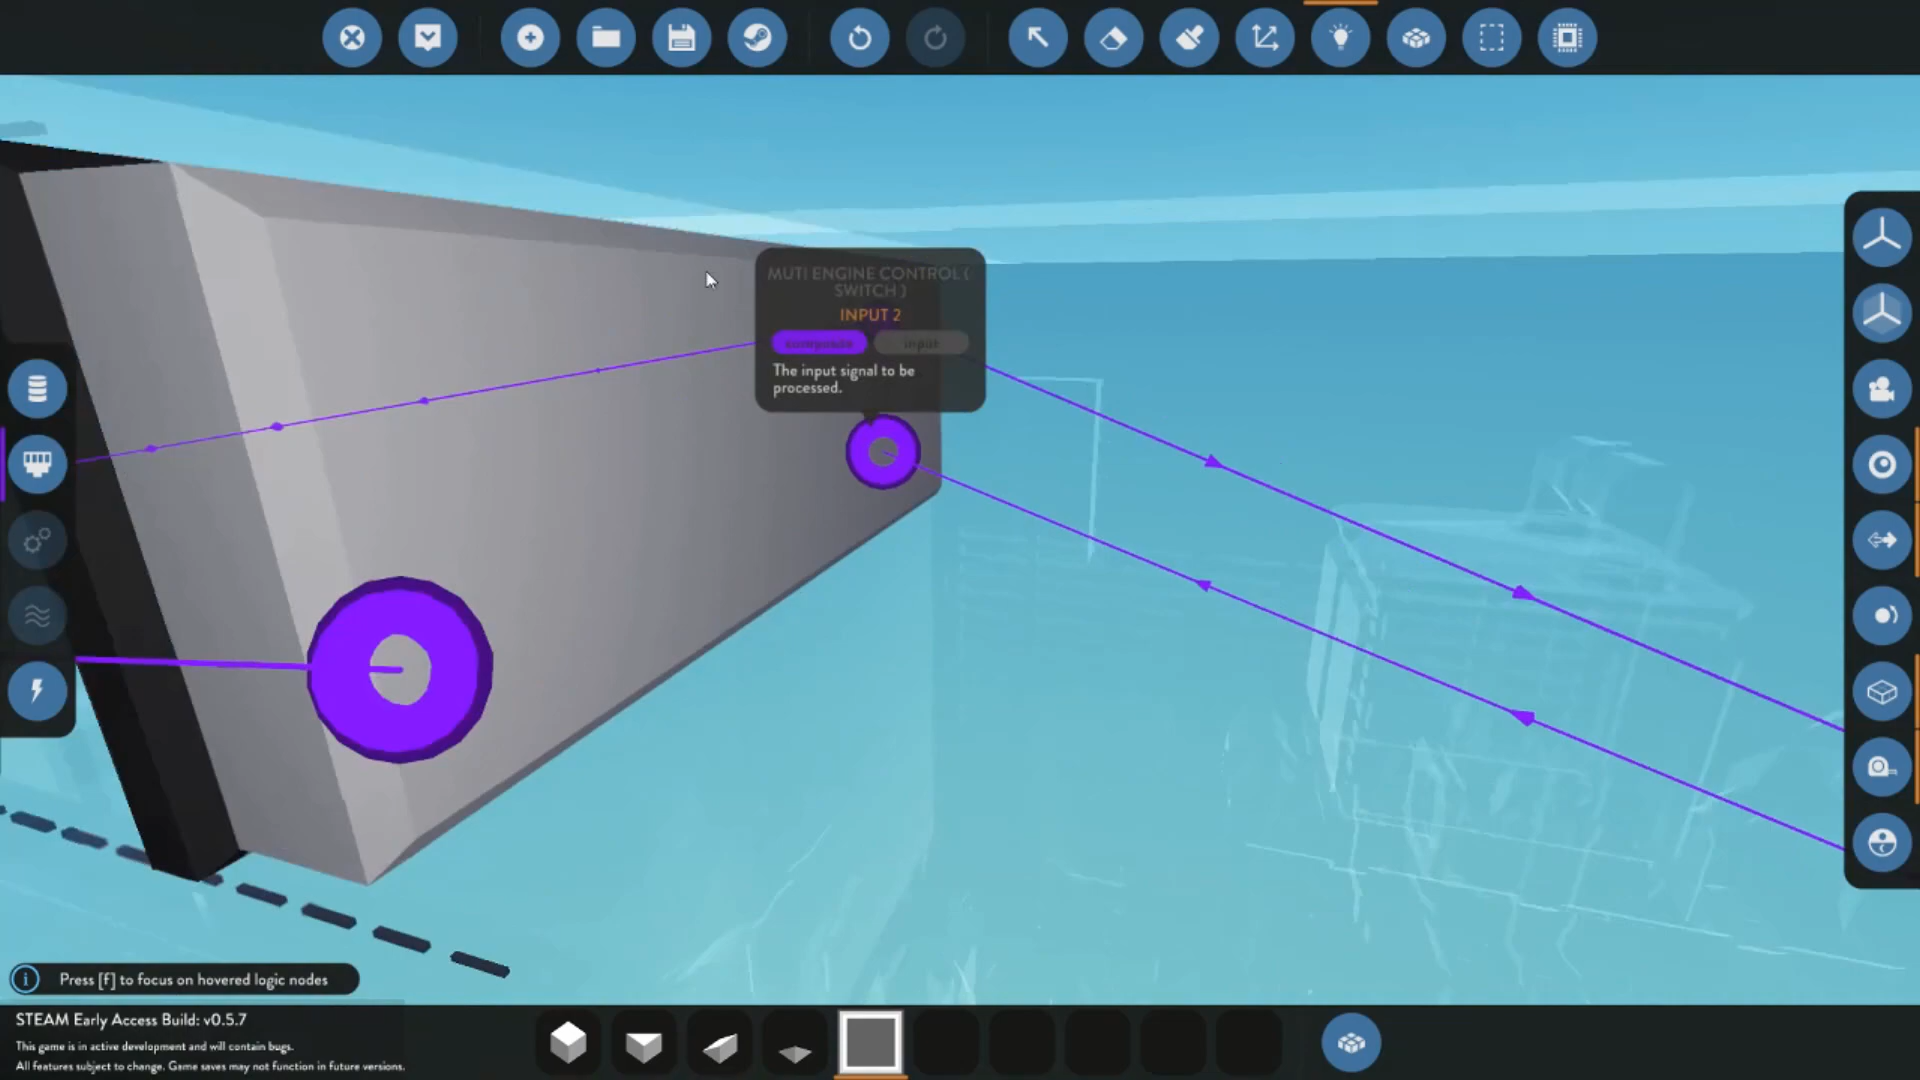 MUTI ENGINE CONTROL (
SWITCH )
INPUT 2
composite input
The input signal to be
processed.
Press [f] to focus on hovered logic nodes
STEAM Early Access Build: v0.5.7
This game is in active development and will contain bugs.
All features subject to change. Game saves may not function in future versions.